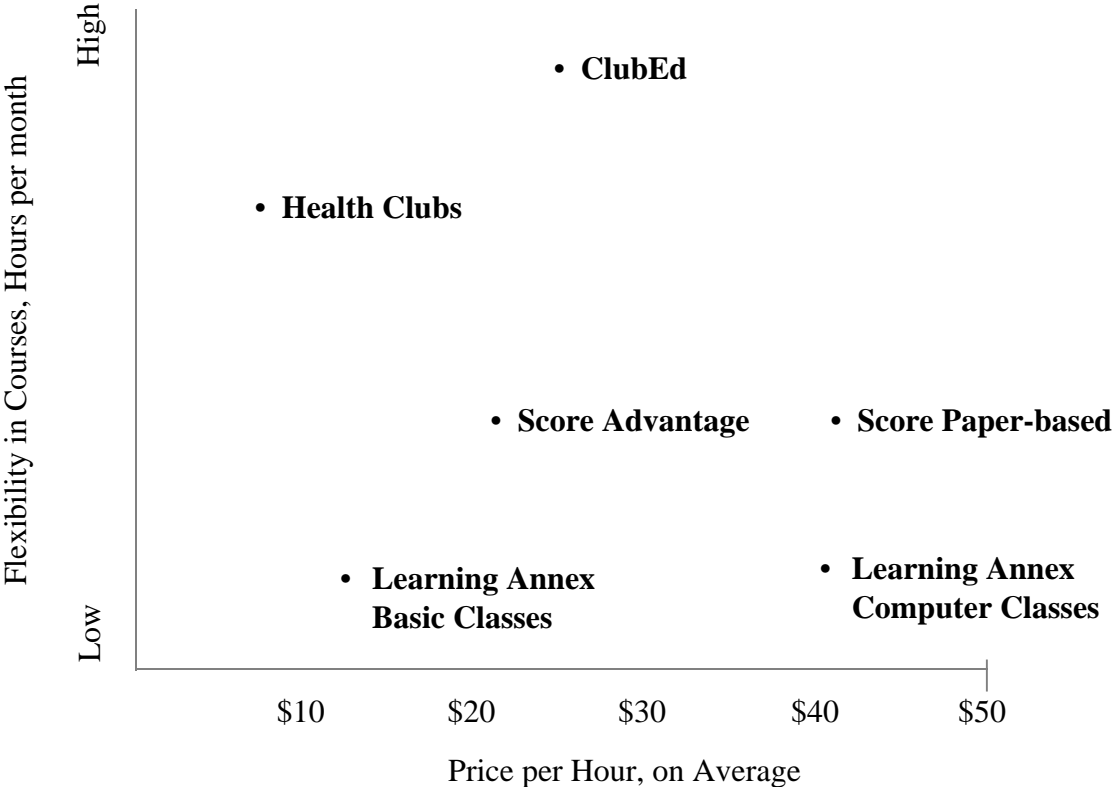 High
• ClubEd
Flexibility in Courses, Hours per month
• Health Clubs
• Score Advantage
• Score Paper-based
• Learning Annex
Basic Classes
• Learning Annex
Computer Classes
Low
$10 $20 $30 $40 $50
Price per Hour, on Average